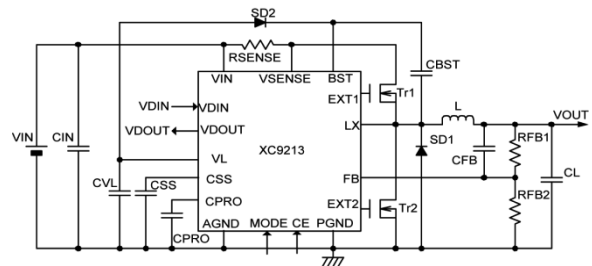 SD2
RSENSE
VIN
VSENSE
BST
CBST
EXT1
Tr1
VDIN
VDIN
LX
L
VOUT
VIN
CIN
VDOUT
VDOUT
XC9213
SD1
RFB1
CFB
VL
CL
CVL
CSS
CSS
FB
CPRO
EXT2
Tr2
RFB2
CPRO
AGND
MODE
CE
PGND